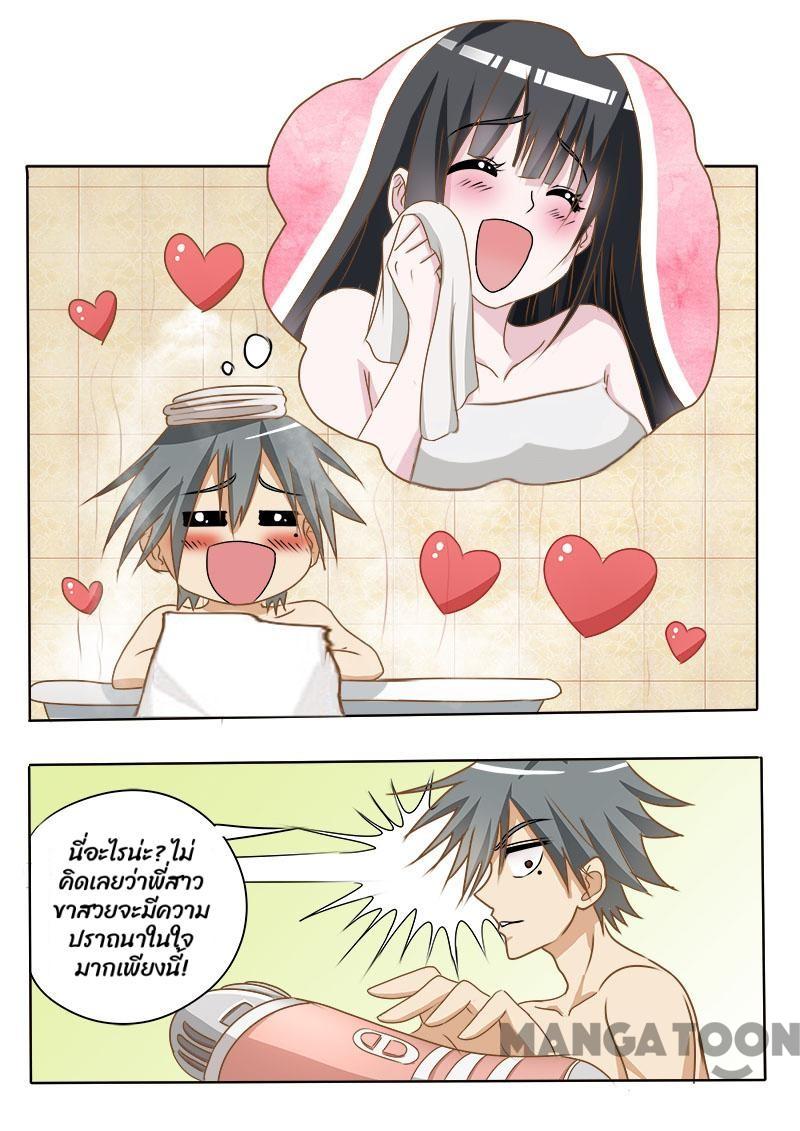 นี่อะไรน่ะ? ไม่
คิดเลยว่าพี่สาว
ขาสวยจะมีความ
ปราถนาในใจ
มากเพียงนี้!
MANGATOON